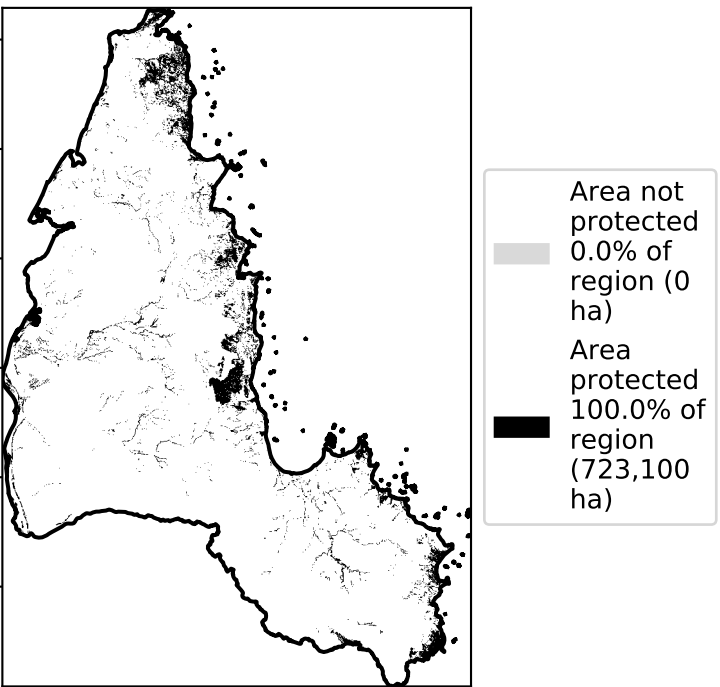 Area not
protected
0.0% of
region (0
ha)
Area
protected
100.0% of
region
(723,100
ha)